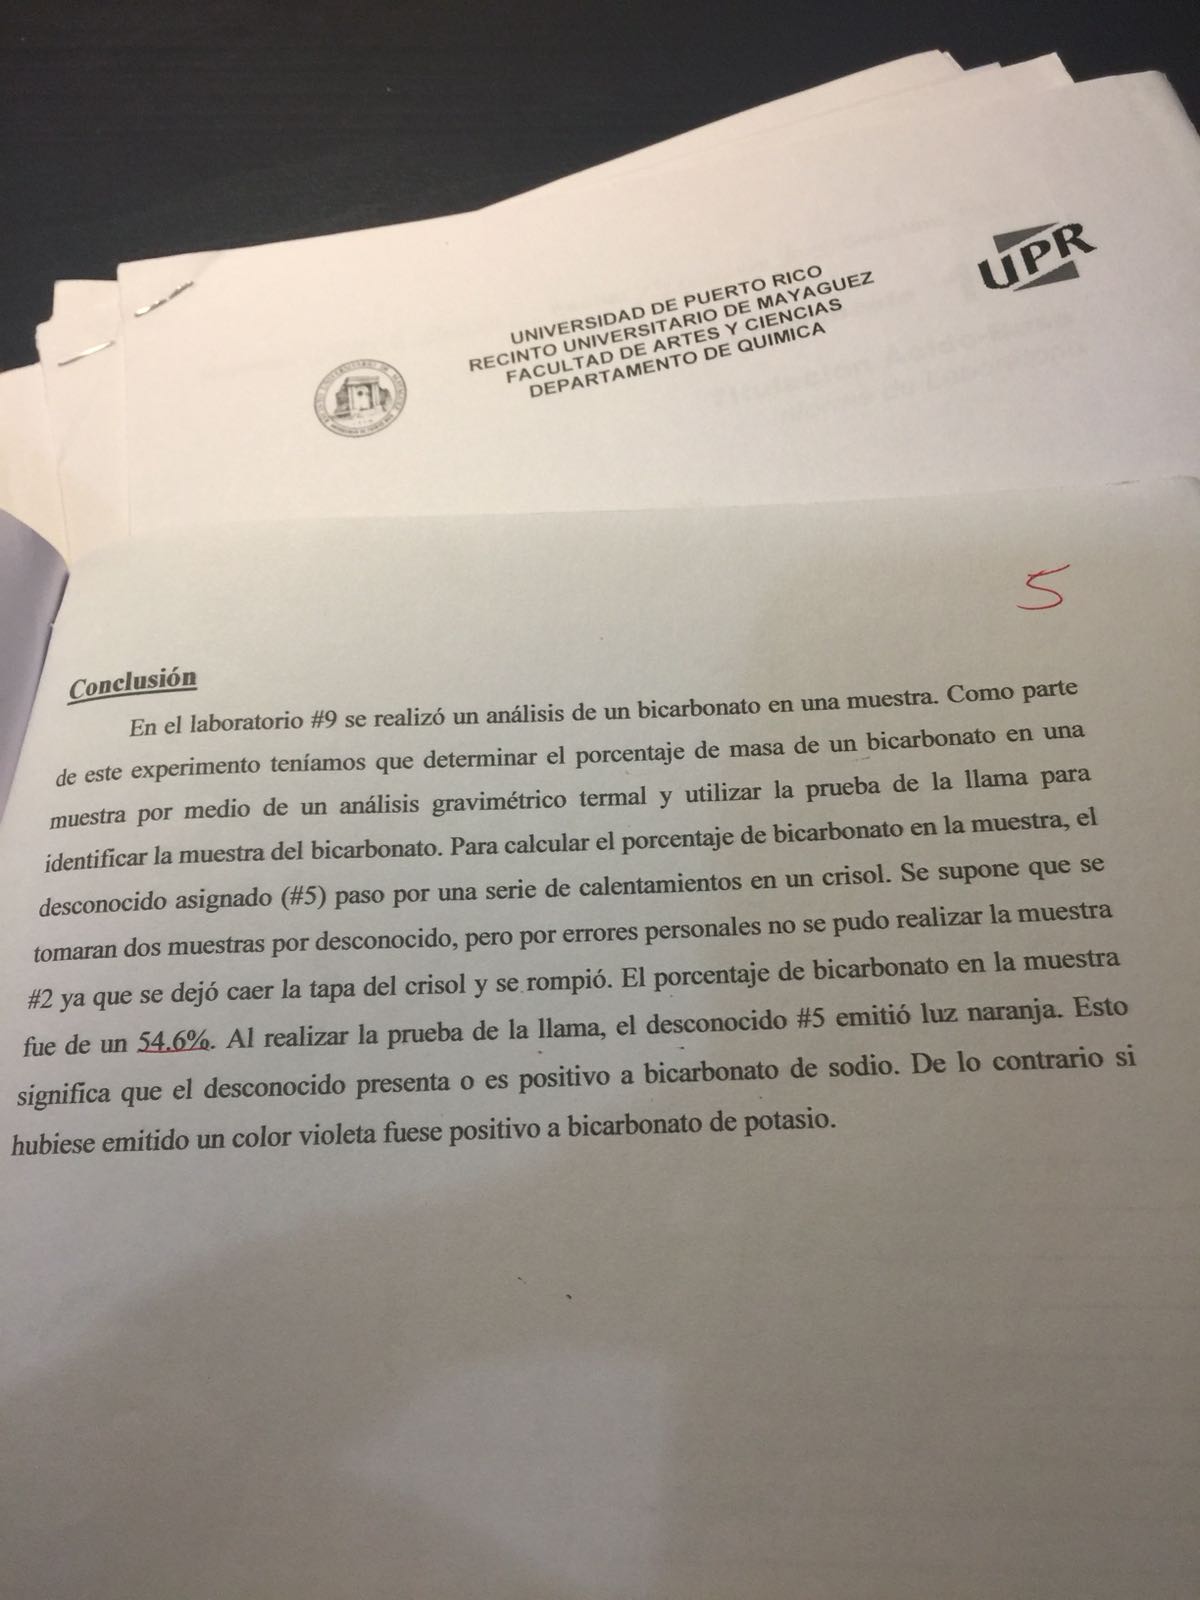 UPR
UNIVERSIDAD DE PUERTO RICO
RECINTO UNIVERSITARIO DE MAYAGUEZ
FACULTAD DE ARTES Y CIENCIAS
DEPARTAMENTO DE QUIMICA
5
Conclusión
En el laboratorio #9 se realizó un análisis de un bicarbonato en una muestra. Como parte
de este experimento teníamos que determinar el porcentaje de masa de un bicarbonato en una
muestra por medio de un análisis gravimétrico termal y utilizar la prueba de la llama para
identificar la muestra del bicarbonato. Para calcular el porcentaje de bicarbonato en la muestra, el
desconocido asignado (#5) paso por una serie de calentamientos en un crisol. Se supone que se
tomaran dos muestras por desconocido, pero por errores personales no se pudo realizar la muestra
#2 ya que se dejó caer la tapa del crisol y se rompió. El porcentaje de bicarbonato en la muestra
fue de un 54.6%. Al realizar la prueba de la llama, el desconocido #5 emitió luz naranja. Esto
significa que el desconocido presenta o es positivo a bicarbonato de sodio. De lo contrario si
hubiese emitido un color violeta fuese positivo a bicarbonato de potasio.